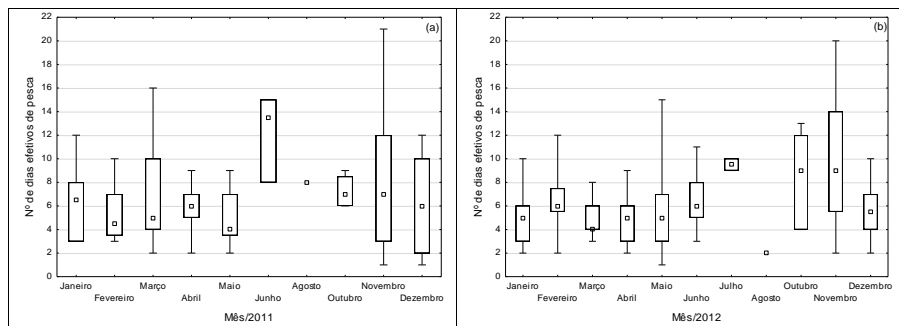 (a)
Nº de dias efetivos de pesca
22
20
18
16
14
12
10
8
6
4
2
0
Janeiro
Fevereiro
Março
Abril
Maio
Junho
Agosto
Outubro
Novembro
Dezembro
Mês/2011
(b)
Nº de dias efetivos de pesca
22
20
18
16
14
12
10
8
6
4
2
0
Janeiro
Fevereiro
Março
Abril
Maio
Junho
Julho
Agosto
Outubro
Novembro
Dezembro
Mês/2012